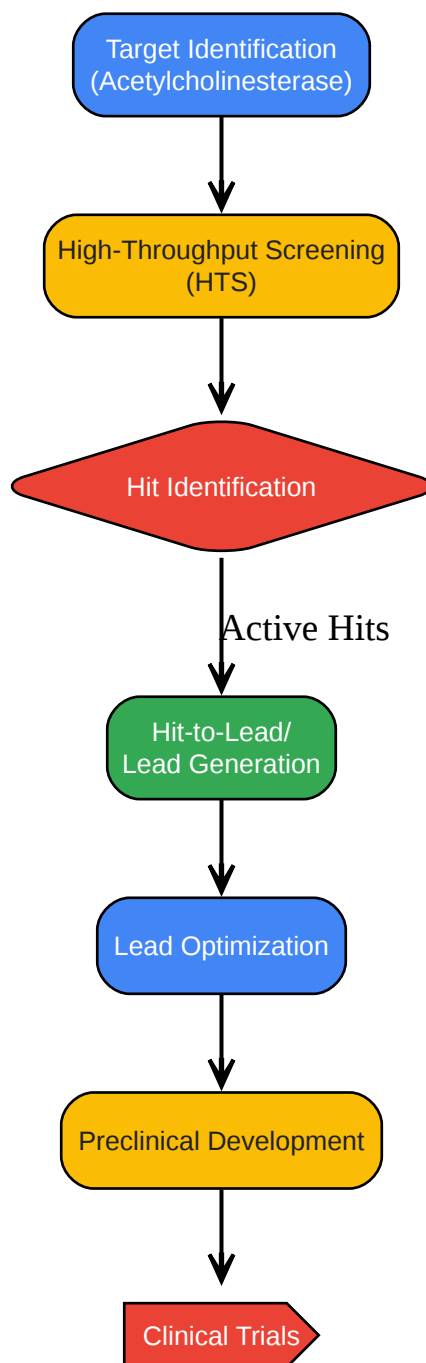 Target Identification
(Acetylcholinesterase)
High-Throughput Screening
(HTS)
Hit Identification
Active Hits
Hit-to-Lead/
Lead Generation
Lead Optimization
Preclinical Development
Clinical Trials